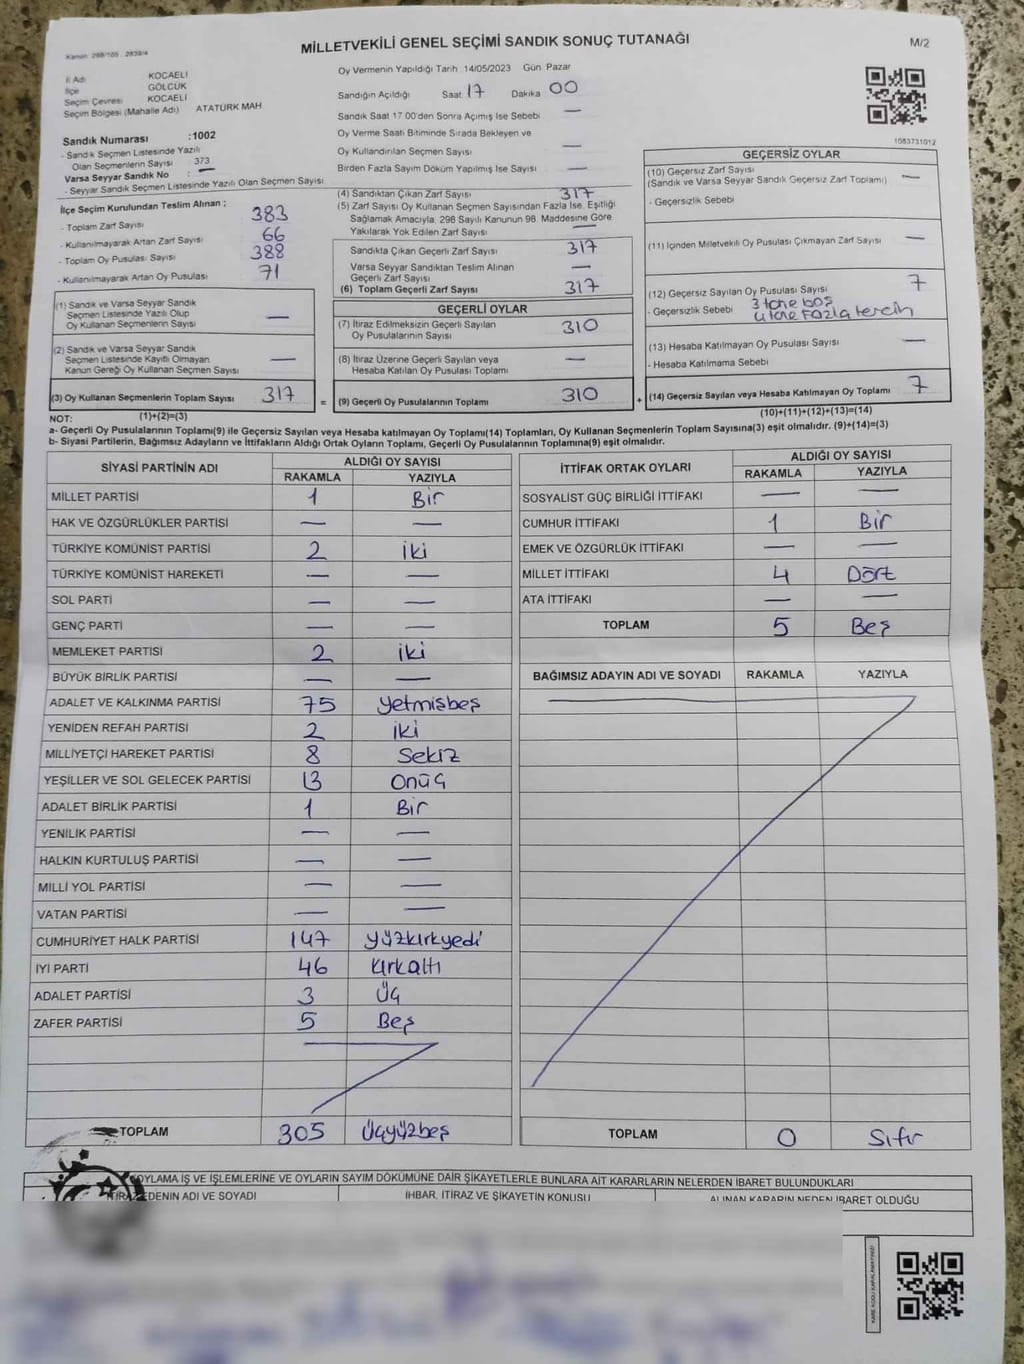 Kanun: 298/105 . 2839/4
MİLLETVEKİLİ GENEL SEÇİMİ SANDIK SONUÇ TUTANAĞI
M/2
İl Adı KOCAELİ
İlçe GÖLCÜK
Seçim Çevresi KOCAELİ
Seçim Bölgesi (Mahalle Adı) ATATÜRK MAH
Sandık Numarası :1002
- Sandık Seçmen Listesinde Yazılı
Olan Seçmenlerin Sayısı 373
Varsa Seyyar Sandık No : —
- Seyyar Sandık Seçmen Listesinde Yazılı Olan Seçmen Sayısı
Oy Vermenin Yapıldığı Tarih 14/05/2023 Gün Pazar
Sandığın Açıldığı Saat 17 Dakika 00
Sandık Saat 17 00'den Sonra Açımış İse Sebebi —
Oy Verme Saati Bitiminde Sırada Bekleyen ve
Oy Kullandırılan Seçmen Sayısı —
Birden Fazla Sayım Döküm Yapılmış İse Sayısı —
1083731012
İlçe Seçim Kurulundan Teslim Alınan ;
- Toplam Zarf Sayısı 383
- Kullanılmayarak Artan Zarf Sayısı 66
- Toplam Oy Pusulası Sayısı 388
- Kullanılmayarak Artan Oy Pusulası 71
(1) Sandık ve Varsa Seyyar Sandık
Seçmen Listesinde Yazılı Olup
Oy Kullanan Seçmenlerin Sayısı —
(2) Sandık ve Varsa Seyyar Sandık
Seçmen Listesinde Kayıtlı Olmayan
Kanun Gereği Oy Kullanan Seçmen Sayısı —
(3) Oy Kullanan Seçmenlerin Toplam Sayısı 317 =
(1)+(2)=(3)
(4) Sandıktan Çıkan Zarf Sayısı 317
(5) Zarf Sayısı Oy Kullanan Seçmen Sayısından Fazla İse, Eşitliği
Sağlamak Amacıyla, 298 Sayılı Kanunun 98. Maddesine Göre
Yakılarak Yok Edilen Zarf Sayısı —
Sandıkta Çıkan Geçerli Zarf Sayısı 317
Varsa Seyyar Sandıktan Teslim Alınan
Geçerli Zarf Sayısı —
(6) Toplam Geçerli Zarf Sayısı 317
GEÇERLİ OYLAR
(7) İtiraz Edilmeksizin Geçerli Sayılan
Oy Pusulalarının Sayısı 310
(8) İtiraz Üzerine Geçerli Sayılan veya
Hesaba Katılan Oy Pusulası Toplamı —
(9) Geçerli Oy Pusulalarının Toplamı 310 +
GEÇERSİZ OYLAR
(10) Geçersiz Zarf Sayısı
(Sandık ve Varsa Seyyar Sandık Geçersiz Zarf Toplamı) —
- Geçersizlik Sebebi
(11) İçinden Milletvekili Oy Pusulası Çıkmayan Zarf Sayısı —
(12) Geçersiz Sayılan Oy Pusulası Sayısı 7
- Geçersizlik Sebebi 3 tane boş
4 tane fazla tercih
(13) Hesaba Katılmayan Oy Pusulası Sayısı —
- Hesaba Katılmama Sebebi
(14) Geçersiz Sayılan veya Hesaba Katılmayan Oy Toplamı 7
(10)+(11)+(12)+(13)=(14)
NOT:
a- Geçerli Oy Pusulalarının Toplamı(9) ile Geçersiz Sayılan veya Hesaba katılmayan Oy Toplamı(14) Toplamları, Oy Kullanan Seçmenlerin Toplam Sayısına(3) eşit olmalıdır. (9)+(14)=(3)
b- Siyasi Partilerin, Bağımsız Adayların ve İttifakların Aldığı Ortak Oyların Toplamı, Geçerli Oy Pusulalarının Toplamına(9) eşit olmalıdır.
SİYASİ PARTİNİN ADI ALDIĞI OY SAYISI
RAKAMLA YAZIYLA
MİLLET PARTİSİ 1 Bir
HAK VE ÖZGÜRLÜKLER PARTİSİ — —
TÜRKİYE KOMÜNİST PARTİSİ 2 iki
TÜRKİYE KOMÜNİST HAREKETİ — —
SOL PARTİ — —
GENÇ PARTİ — —
MEMLEKET PARTİSİ 2 iki
BÜYÜK BİRLİK PARTİSİ — —
ADALET VE KALKINMA PARTİSİ 75 yetmişbeş
YENİDEN REFAH PARTİSİ 2 iki
MİLLİYETÇİ HAREKET PARTİSİ 8 Sekiz
YEŞİLLER VE SOL GELECEK PARTİSİ 13 Onüç
ADALET BİRLİK PARTİSİ 1 Bir
YENİLİK PARTİSİ — —
HALKIN KURTULUŞ PARTİSİ — —
MİLLİ YOL PARTİSİ — —
VATAN PARTİSİ — —
CUMHURİYET HALK PARTİSİ 147 yüzkırkyedi
İYİ PARTİ 46 kırkaltı
ADALET PARTİSİ 3 Üç
ZAFER PARTİSİ 5 Beş
TOPLAM 305 Üçyüzbeş
İTTİFAK ORTAK OYLARI ALDIĞI OY SAYISI
RAKAMLA YAZIYLA
SOSYALİST GÜÇ BİRLİĞİ İTTİFAKI — —
CUMHUR İTTİFAKI 1 Bir
EMEK VE ÖZGÜRLÜK İTTİFAKI — —
MİLLET İTTİFAKI 4 Dört
ATA İTTİFAKI — —
TOPLAM 5 Beş
BAĞIMSIZ ADAYIN ADI VE SOYADI RAKAMLA YAZIYLA
TOPLAM 0 Sıfır
OYLAMA İŞ VE İŞLEMLERİNE VE OYLARIN SAYIM DÖKÜMÜNE DAİR ŞİKAYETLERLE BUNLARA AİT KARARLARIN NELERDEN İBARET BULUNDUKLARI
İTİRAZ EDENİN ADI VE SOYADI İHBAR, İTİRAZ VE ŞİKAYETİN KONUSU ALINAN KARARIN NEDEN İBARET OLDUĞU
KARE KODU KARALAMAYINIZ!